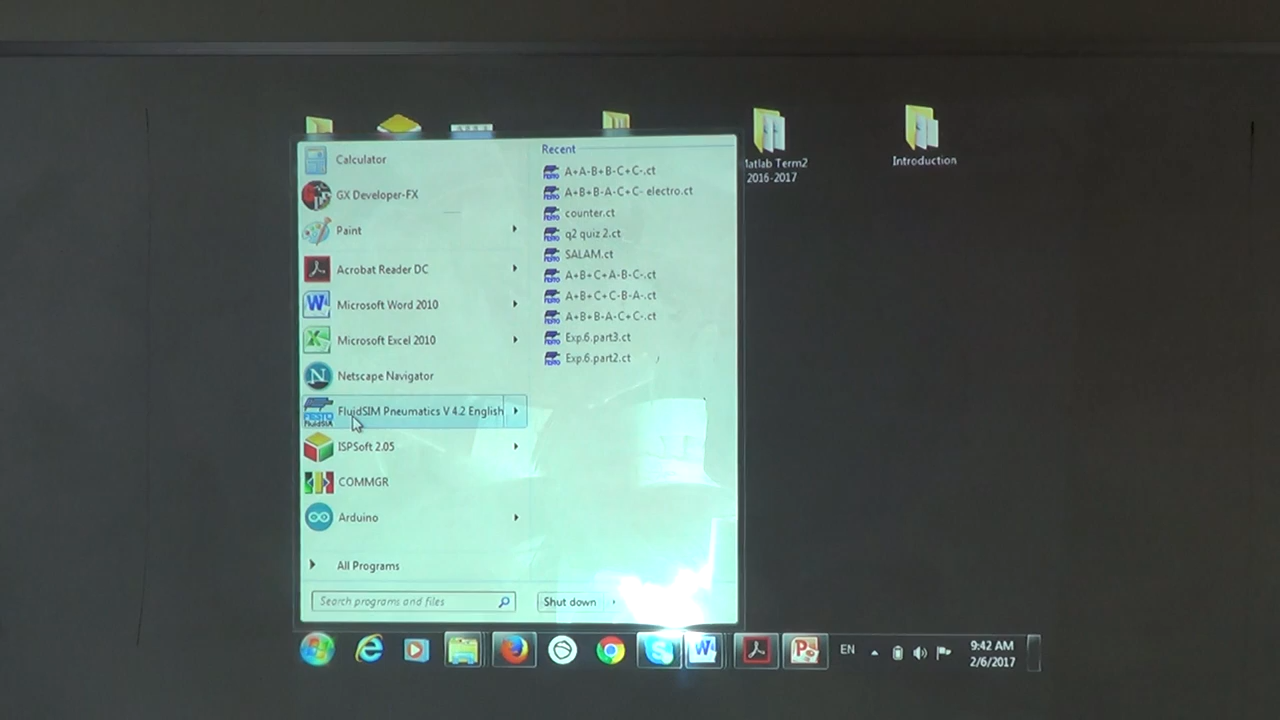 Calculator
GX Developer-FX
Paint
Acrobat Reader DC
Microsoft Word 2010
Microsoft Excel 2010
Netscape Navigator
FluidSIM Pneumatics V 4.2 English
ISPSoft 2.05
COMMGR
Arduino
All Programs
Search programs and files
Recent
A+A-B+B-C+C-.ct
A+B+B-A-C+C- electro.ct
counter.ct
q2 quiz 2.ct
SALAM.ct
A+B+C+A-B-C-.ct
A+B+C+C-B-A-.ct
A+B+B-A-C+C-.ct
Exp.6.part3.ct
Exp.6.part2.ct
Shut down
Matlab Term2
2016-2017
Introduction
EN
9:42 AM
2/6/2017